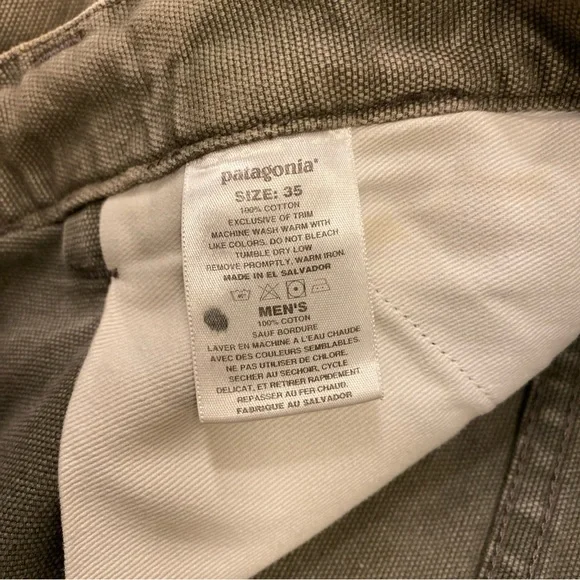 patagonia®
SIZE: 35
100% COTTON
EXCLUSIVE OF TRIM
MACHINE WASH WARM WITH
LIKE COLORS. DO NOT BLEACH
TUMBLE DRY LOW
REMOVE PROMPTLY, WARM IRON.
MADE IN EL SALVADOR
MEN'S
100% COTON
SAUF BORDURE
LAVER EN MACHINE A L'EAU CHAUDE
AVEC DES COULEURS SEMBLABLES.
NE PAS UTILISER DE CHLORE.
SECHER AU SECHOIR, CYCLE
DELICAT, ET RETIRER RAPIDEMENT
REPASSER AU FER CHAUD.
FABRIQUE AU SALVADOR